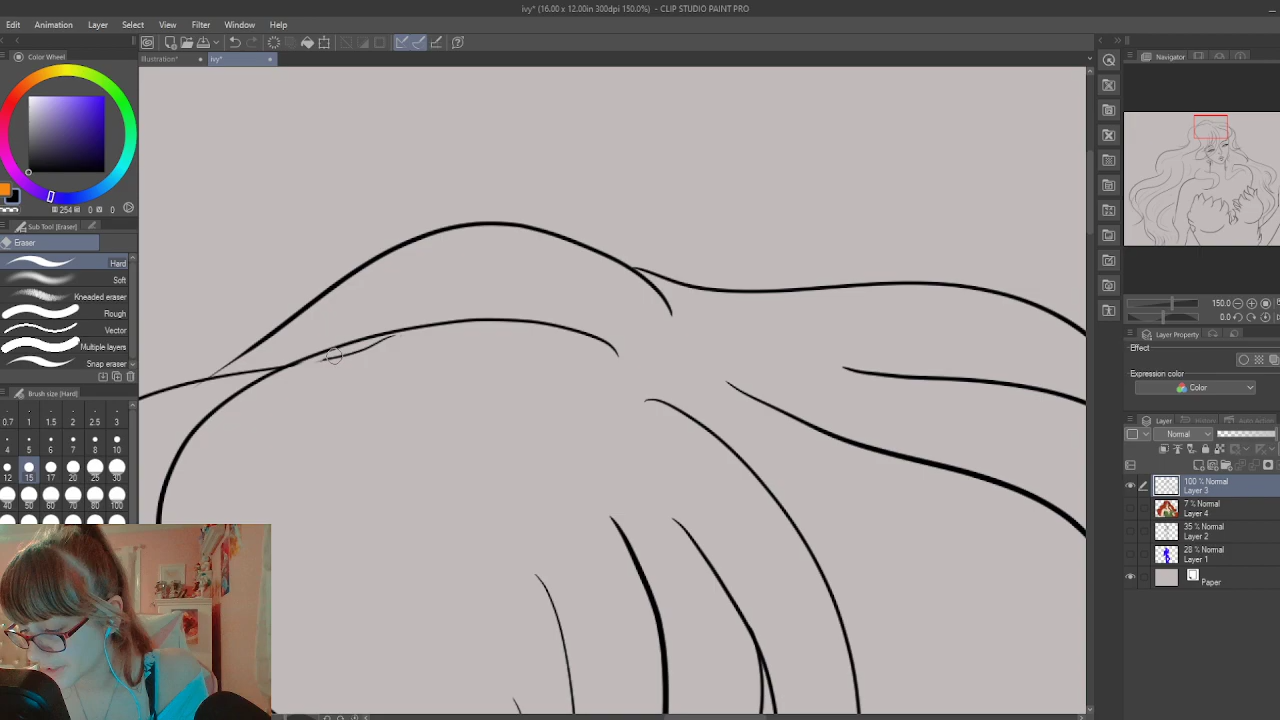 ivy* (16.00 x 12.00in 300dpi 150.0%) - CLIP STUDIO PAINT PRO
Edit Animation Layer Select View Filter Window Help
Illustration* ivy*
Color Wheel
254 0 V 0
Sub Tool [Eraser]
Eraser
Hard
Soft
Kneaded eraser
Rough
Vector
Multiple layers
Snap eraser
Brush size [Hard]
0.7 1 1.5 2 2.5 3
4 5 6 7 8 10
12 15 17 20 25 30
40 50 60 70 80 100
Navigator
150.0
0.0
Layer Property
Effect
Expression color
Color
Layer
Normal
100 % Normal
Layer 3
7 % Normal
Layer 4
35 % Normal
Layer 2
28 % Normal
Layer 1
Paper